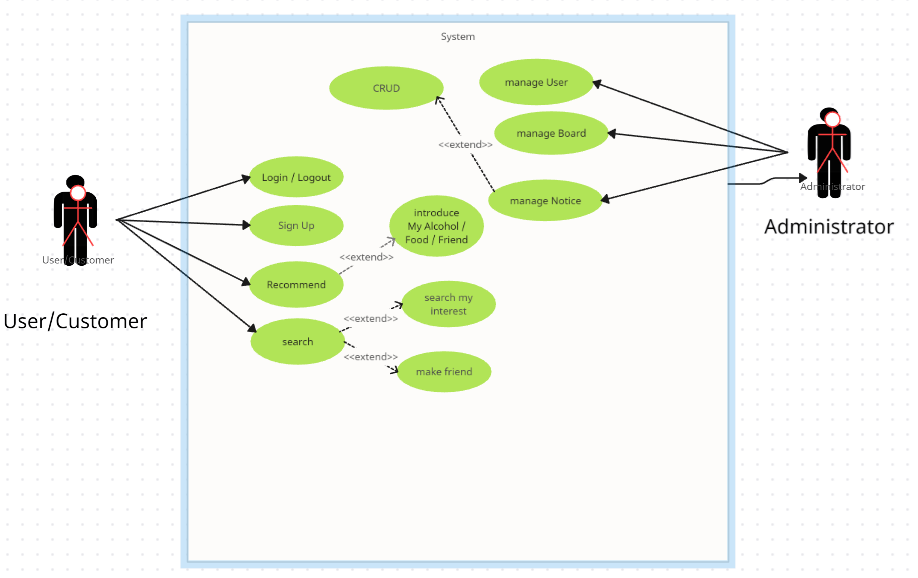 System
CRUD
manage User
manage Board
<<extend>>
manage Notice
Administrator
Administrator
Login / Logout
Sign Up
introduce
My Alcohol /
Food / Friend
<<extend>>
Recommend
User/Customer
User/Customer
search my
interest
<<extend>>
search
<<extend>>
make friend